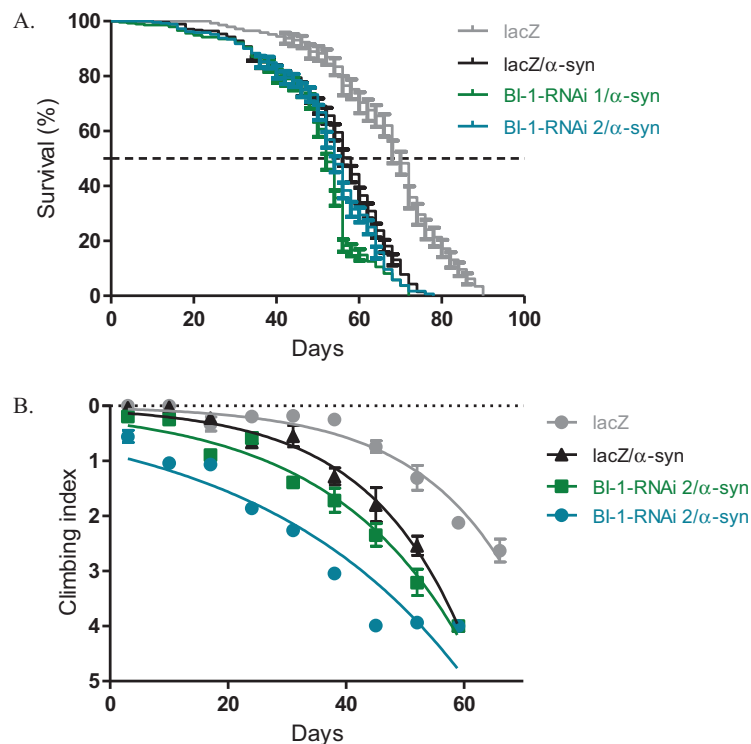 A.
100
80
60
40
20
0
Survival (%)
0 20 40 60 80 100
Days
lacZ
lacZ/α-syn
BI-1-RNAi 1/α-syn
BI-1-RNAi 2/α-syn
B.
0
1
2
3
4
5
Climbing index
0 20 40 60
Days
lacZ
lacZ/α-syn
BI-1-RNAi 2/α-syn
BI-1-RNAi 2/α-syn